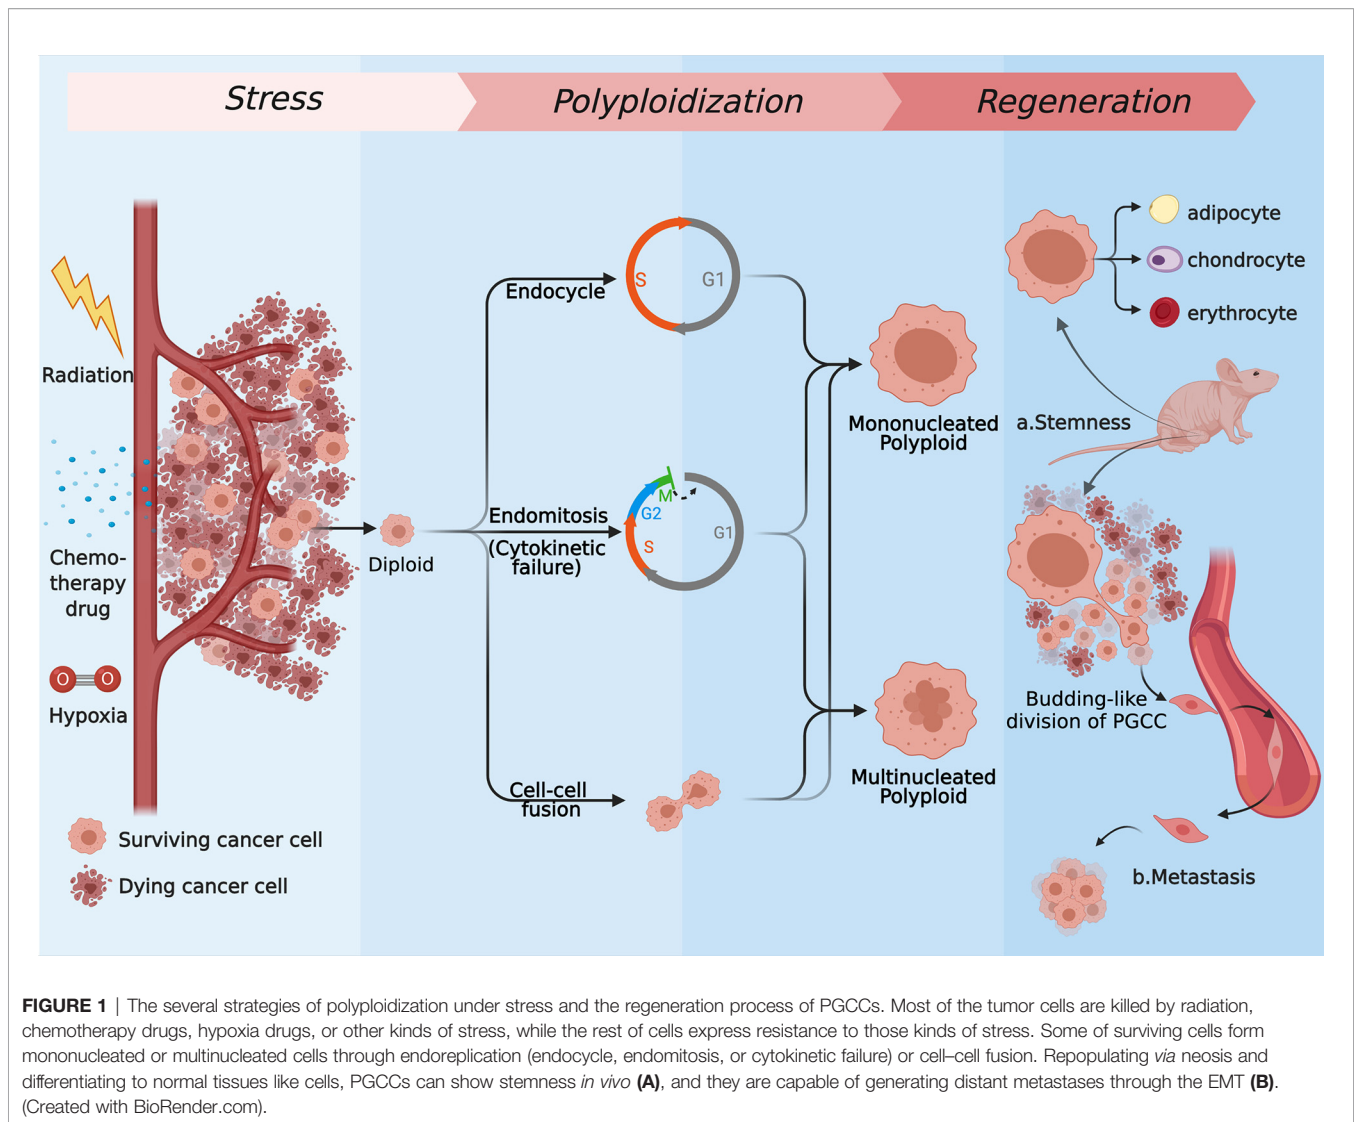 Stress
Polyploidization
Regeneration
Radiation
Chemo-
therapy
drug
Hypoxia
O O
Surviving cancer cell
Dying cancer cell
Diploid
Endocycle
S
G1
Endomitosis
(Cytokinetic
failure)
M
G2
S
G1
Cell-cell
fusion
Mononucleated
Polyploid
Multinucleated
Polyploid
adipocyte
chondrocyte
erythrocyte
a.Stemness
Budding-like
division of PGCC
b.Metastasis
FIGURE 1 | The several strategies of polyploidization under stress and the regeneration process of PGCCs. Most of the tumor cells are killed by radiation,
chemotherapy drugs, hypoxia drugs, or other kinds of stress, while the rest of cells express resistance to those kinds of stress. Some of surviving cells form
mononucleated or multinucleated cells through endoreplication (endocycle, endomitosis, or cytokinetic failure) or cell–cell fusion. Repopulating via neosis and
differentiating to normal tissues like cells, PGCCs can show stemness in vivo (A), and they are capable of generating distant metastases through the EMT (B).
(Created with BioRender.com).